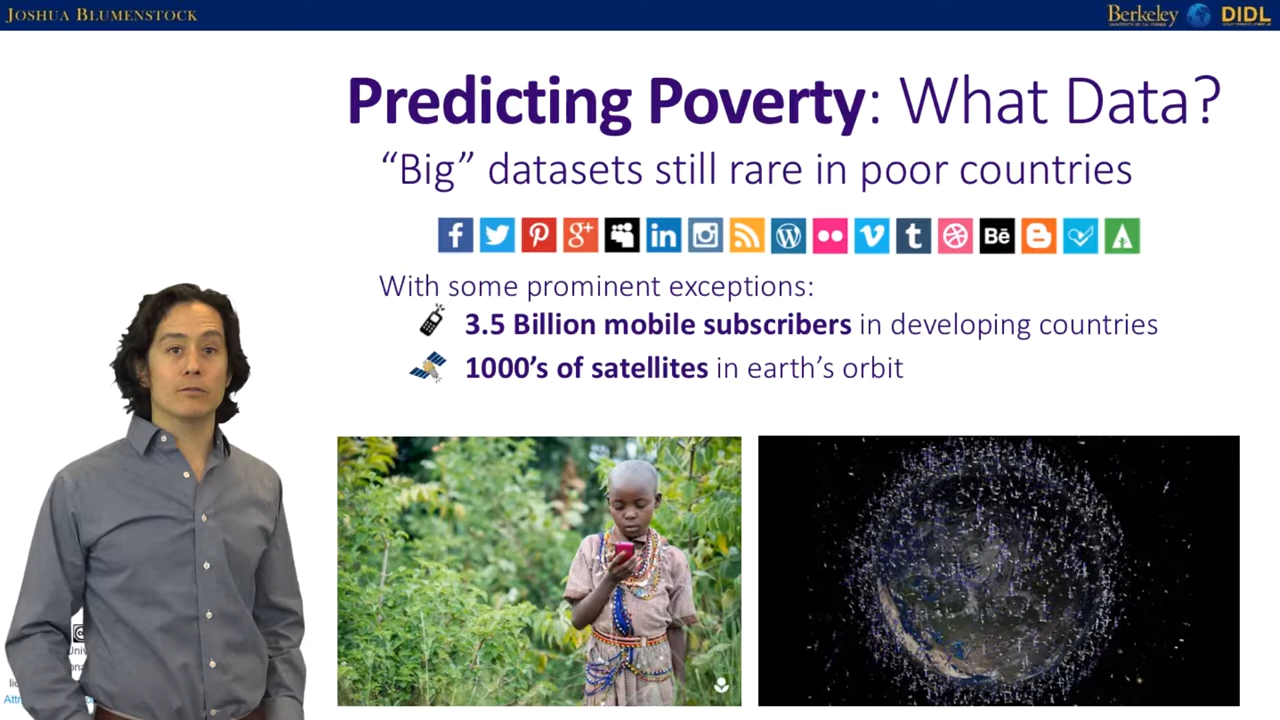 JOSHUA BLUMENSTOCK
Berkeley
DIDL
Predicting Poverty: What Data?
“Big” datasets still rare in poor countries
With some prominent exceptions:
3.5 Billion mobile subscribers in developing countries
1000’s of satellites in earth’s orbit